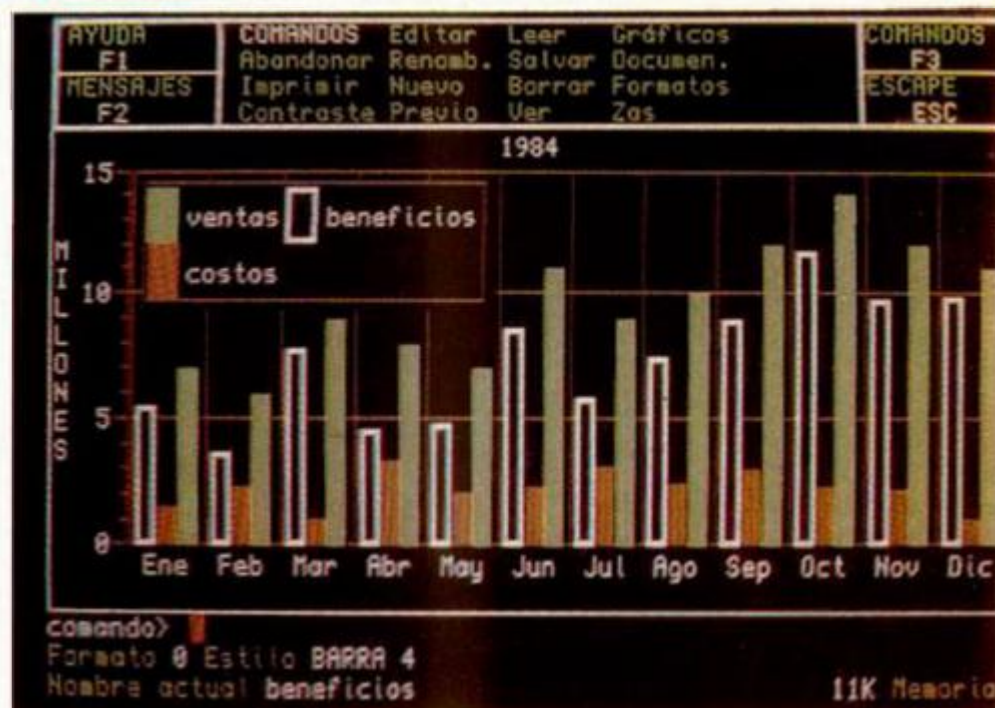 AYUDA
F1
MENSAJES
F2
COMANDOS Editar Leer Gráficos
Abandonar Renomb. Salvar Documen.
Imprimir Nuevo Borrar Formatos
Contraste Previo Ver Zas
COMANDOS
F3
ESCAPE
ESC
1984
MILLONES
15
10
5
0
ventas beneficios
costos
Ene Feb Mar Abr May Jun Jul Ago Sep Oct Nov Dic
comando>
Formato 0 Estilo BARRA 4
Nombre actual beneficios
11K Memoria